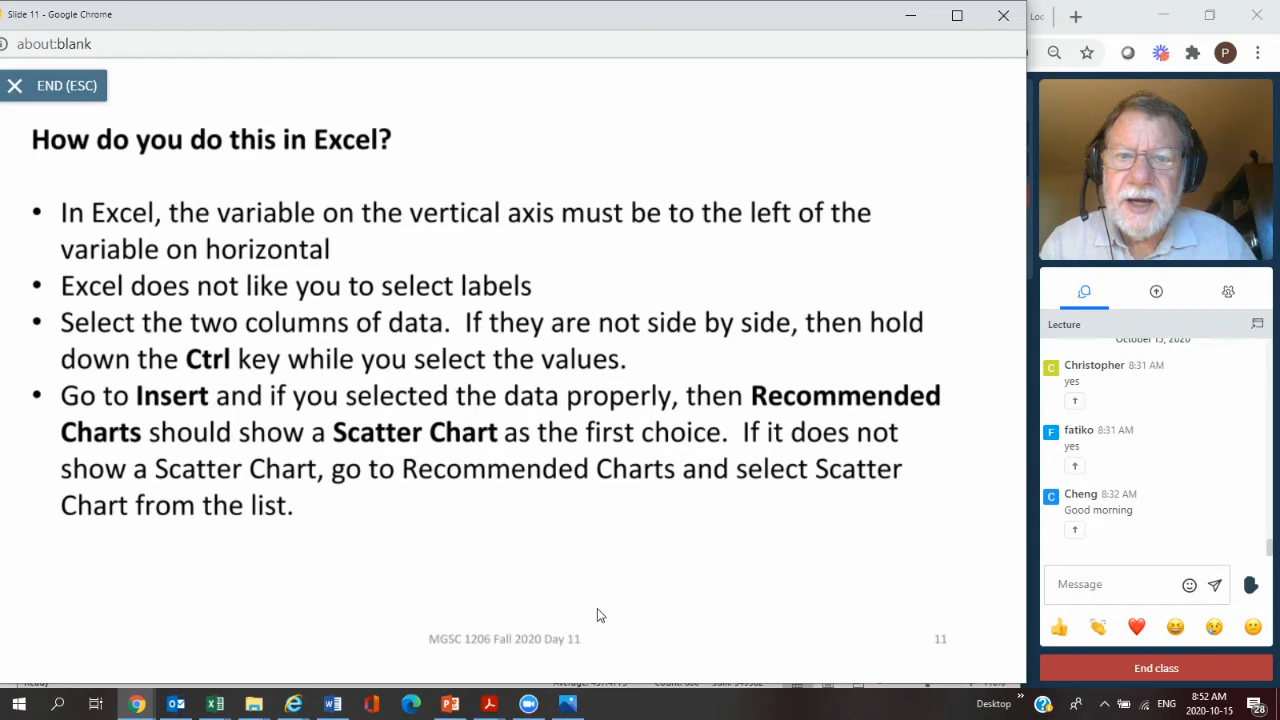 Slide 11 - Google Chrome
about:blank
END (ESC)
How do you do this in Excel?
• In Excel, the variable on the vertical axis must be to the left of the
variable on horizontal
• Excel does not like you to select labels
• Select the two columns of data.  If they are not side by side, then hold
down the Ctrl key while you select the values.
• Go to Insert and if you selected the data properly, then Recommended
Charts should show a Scatter Chart as the first choice.  If it does not
show a Scatter Chart, go to Recommended Charts and select Scatter
Chart from the list.
MGSC 1206 Fall 2020 Day 11
11
P
Lecture
October 15, 2020
C
Christopher 8:31 AM
yes
F
fatiko 8:31 AM
yes
C
Cheng 8:32 AM
Good morning
Message
End class
Desktop
ENG
8:52 AM
2020-10-15
28